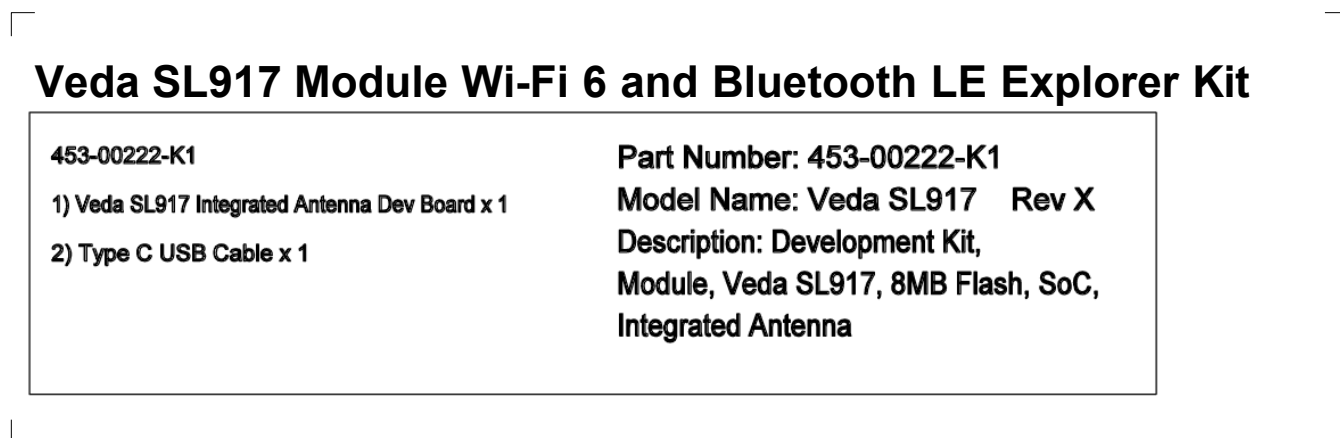 Veda SL917 Module Wi-Fi 6 and Bluetooth LE Explorer Kit
453-00222-K1
1) Veda SL917 Integrated Antenna Dev Board x 1
2) Type C USB Cable x 1
Part Number: 453-00222-K1
Model Name: Veda SL917 Rev X
Description: Development Kit,
Module, Veda SL917, 8MB Flash, SoC,
Integrated Antenna